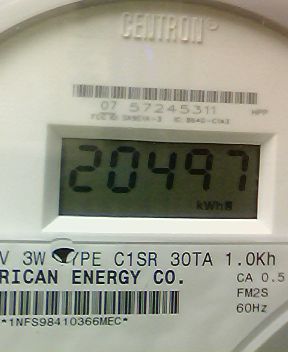 CENTRON®
07 57245311
HPP
20497
kWh
V 3W TYPE C1SR 30TA 1.0Kh
RICAN ENERGY CO.
CA 0.5
FM2S
60Hz
*1NFS98410366MEC*